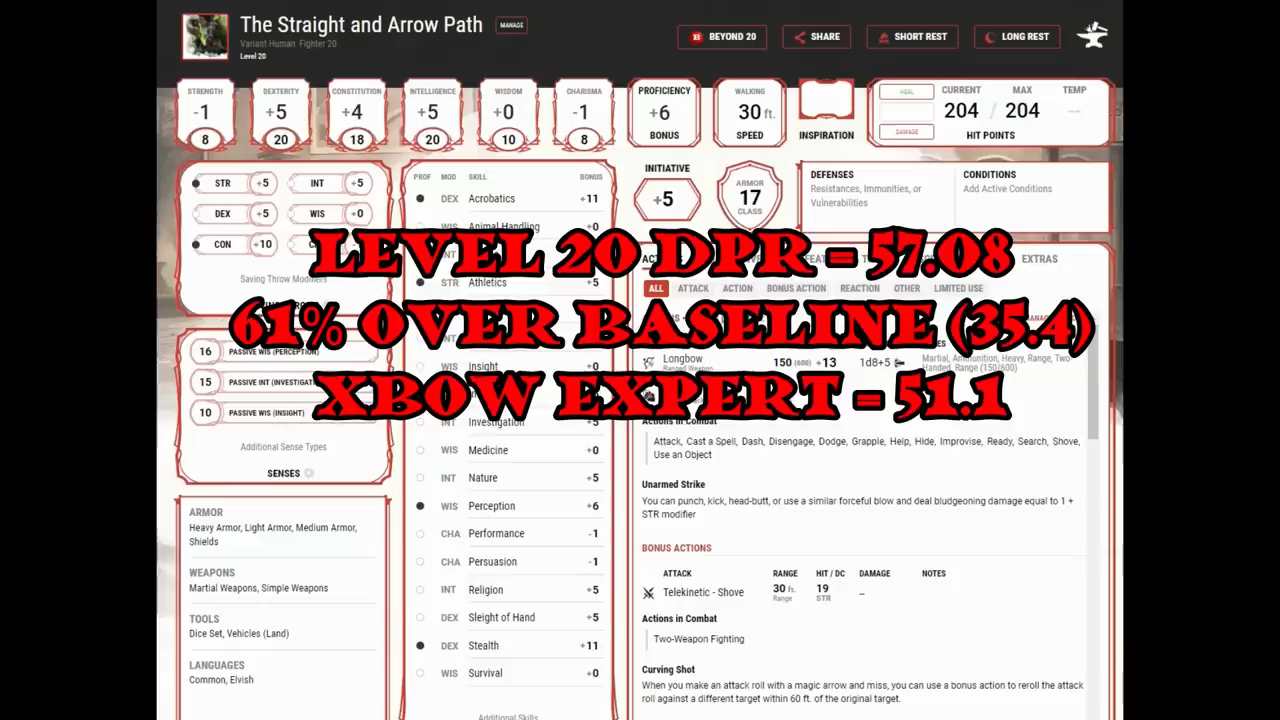 The Straight and Arrow Path
MANAGE
Variant Human Fighter 20
Level 20
BEYOND 20
SHARE
SHORT REST
LONG REST
STRENGTH
-1
8
DEXTERITY
+5
20
CONSTITUTION
+4
18
INTELLIGENCE
+5
20
WISDOM
+0
10
CHARISMA
-1
8
PROFICIENCY
+6
BONUS
WALKING
30 ft.
SPEED
INSPIRATION
HEAL
DAMAGE
CURRENT MAX TEMP
204 / 204 --
HIT POINTS
STR +5 INT +5
DEX +5 WIS +0
CON +10
Saving Throw Modifiers
16 PASSIVE WIS (PERCEPTION)
15 PASSIVE INT (INVESTIGAT
10 PASSIVE WIS (INSIGHT)
Additional Sense Types
SENSES
ARMOR
Heavy Armor, Light Armor, Medium Armor,
Shields
WEAPONS
Martial Weapons, Simple Weapons
TOOLS
Dice Set, Vehicles (Land)
LANGUAGES
Common, Elvish
PROF MOD SKILL BONUS
DEX Acrobatics +11
WIS Animal Handling +0
INT
STR Athletics +5
INT
WIS Insight +0
INT Investigation +5
WIS Medicine +0
INT Nature +5
WIS Perception +6
CHA Performance -1
CHA Persuasion -1
INT Religion +5
DEX Sleight of Hand +5
DEX Stealth +11
WIS Survival +0
Additional Skills
INITIATIVE
+5
ARMOR
17
CLASS
DEFENSES
Resistances, Immunities, or
Vulnerabilities
CONDITIONS
Add Active Conditions
LEVEL 20 DPR = 57.08
61% OVER BASELINE (35.4)
XBOW EXPERT = 51.1
EXTRAS
ALL ATTACK ACTION BONUS ACTION REACTION OTHER LIMITED USE
Longbow 150 (600) +13 1d8+5 Martial, Ammunition, Heavy, Range, Two-
Ranged Weapon Handed, Range (150/600)
Actions in Combat
Attack, Cast a Spell, Dash, Disengage, Dodge, Grapple, Help, Hide, Improvise, Ready, Search, Shove,
Use an Object
Unarmed Strike
You can punch, kick, head-butt, or use a similar forceful blow and deal bludgeoning damage equal to 1 +
STR modifier
BONUS ACTIONS
ATTACK RANGE HIT / DC DAMAGE NOTES
Telekinetic - Shove 30 ft. 19 --
Range STR
Actions in Combat
Two-Weapon Fighting
Curving Shot
When you make an attack roll with a magic arrow and miss, you can use a bonus action to reroll the attack
roll against a different target within 60 ft. of the original target.